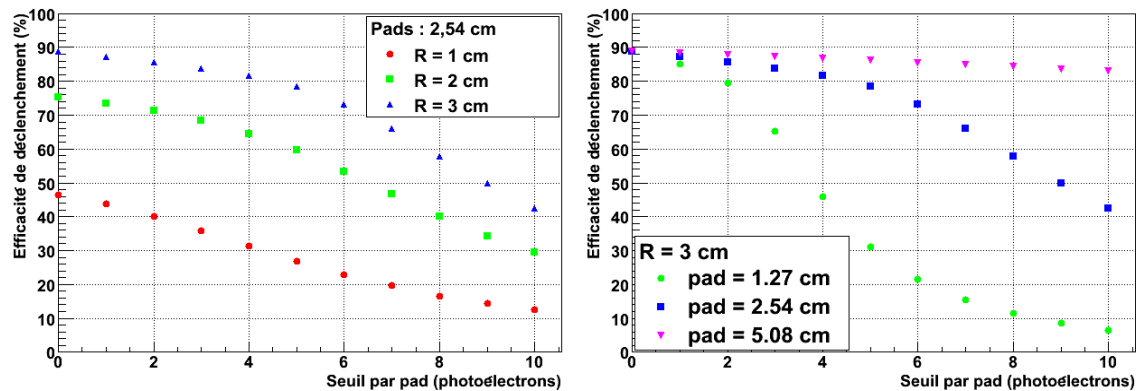 Efficacité de déclenchement (%)
100
90
80
70
60
50
40
30
20
10
0
Pads : 2,54 cm
R = 1 cm
R = 2 cm
R = 3 cm
0 2 4 6 8 10
Seuil par pad (photoélectrons)
Efficacité de déclenchement (%)
100
90
80
70
60
50
40
30
20
10
0
R = 3 cm
pad = 1.27 cm
pad = 2.54 cm
pad = 5.08 cm
0 2 4 6 8 10
Seuil par pad (photoélectrons)